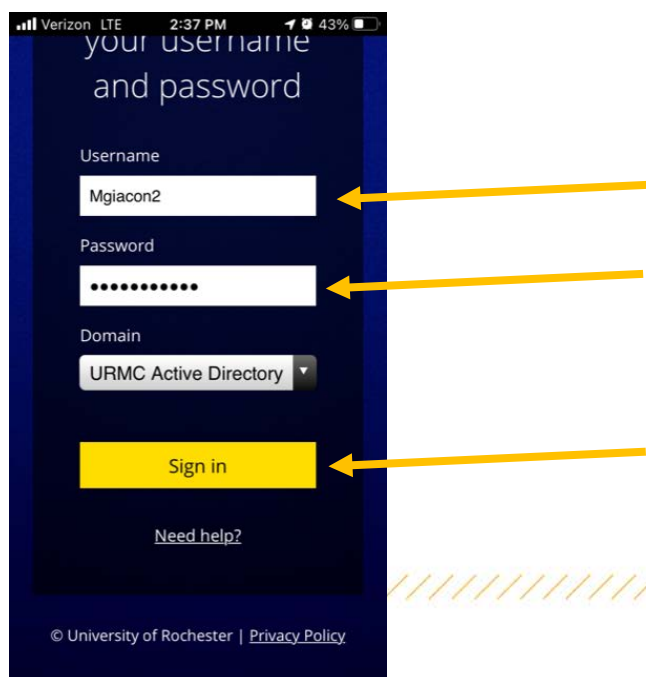 Verizon LTE 2:37 PM 43%
your username
and password
Username
Mgiacon2
Password
•••••••••••
Domain
URMC Active Directory
Sign in
Need help?
© University of Rochester | Privacy Policy